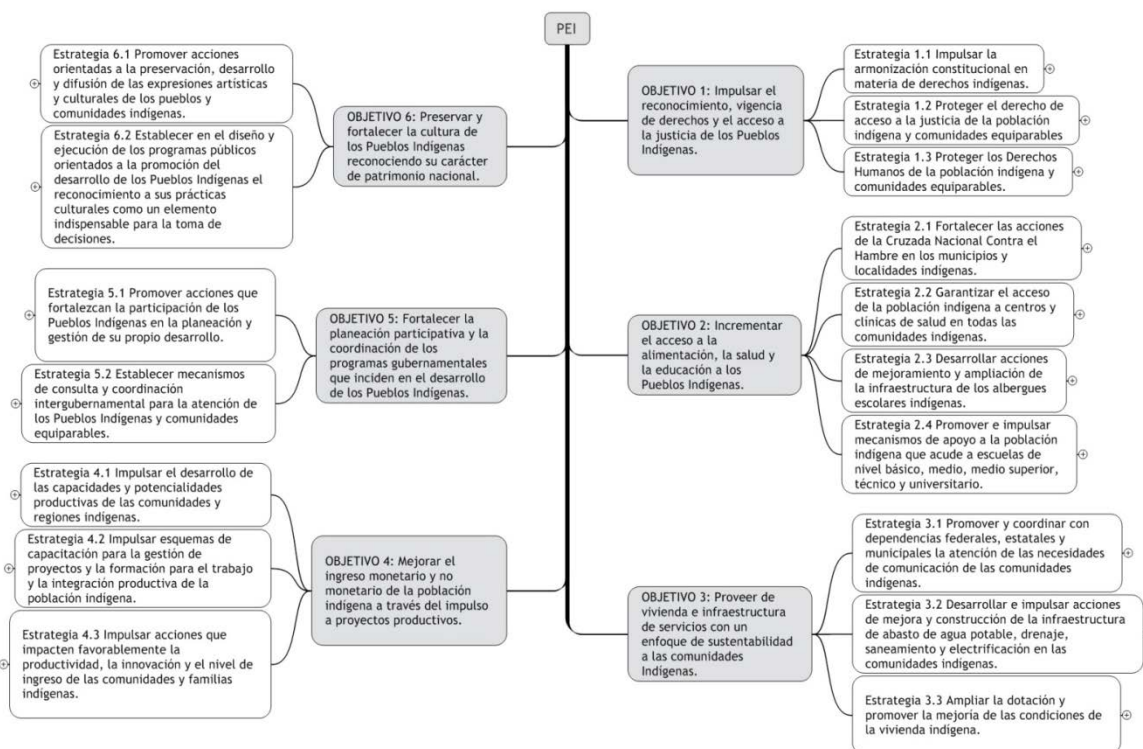 PEI
OBJETIVO 1: Impulsar el
reconocimiento, vigencia
de derechos y el acceso a
la justicia de los Pueblos
Indígenas.
Estrategia 1.1 Impulsar la
armonización constitucional en
materia de derechos indígenas.
Estrategia 1.2 Proteger el derecho de
acceso a la justicia de la población
indígena y comunidades equiparables
Estrategia 1.3 Proteger los Derechos
Humanos de la población indígena y
comunidades equiparables.
OBJETIVO 2: Incrementar
el acceso a la
alimentación, la salud y
la educación a los
Pueblos Indígenas.
Estrategia 2.1 Fortalecer las acciones
de la Cruzada Nacional Contra el
Hambre en los municipios y
localidades indígenas.
Estrategia 2.2 Garantizar el acceso
de la población indígena a centros y
clínicas de salud en todas las
comunidades indígenas.
Estrategia 2.3 Desarrollar acciones
de mejoramiento y ampliación de
la infraestructura de los albergues
escolares indígenas.
Estrategia 2.4 Promover e impulsar
mecanismos de apoyo a la población
indígena que acude a escuelas de
nivel básico, medio, medio superior,
técnico y universitario.
OBJETIVO 3: Proveer de
vivienda e infraestructura
de servicios con un
enfoque de sustentabilidad
a las comunidades
Indígenas.
Estrategia 3.1 Promover y coordinar con
dependencias federales, estatales y
municipales la atención de las necesidades
de comunicación de las comunidades
indígenas.
Estrategia 3.2 Desarrollar e impulsar acciones
de mejora y construcción de la infraestructura
de abasto de agua potable, drenaje,
saneamiento y electrificación en las
comunidades indígenas.
Estrategia 3.3 Ampliar la dotación y
promover la mejoría de las condiciones de
la vivienda indígena.
OBJETIVO 4: Mejorar el
ingreso monetario y no
monetario de la población
indígena a través del impulso
a proyectos productivos.
Estrategia 4.1 Impulsar el desarrollo de
las capacidades y potencialidades
productivas de las comunidades y
regiones indígenas.
Estrategia 4.2 Impulsar esquemas de
capacitación para la gestión de
proyectos y la formación para el trabajo
y la integración productiva de la
población indígena.
Estrategia 4.3 Impulsar acciones que
impacten favorablemente la
productividad, la innovación y el nivel de
ingreso de las comunidades y familias
indígenas.
OBJETIVO 5: Fortalecer la
planeación participativa y la
coordinación de los
programas gubernamentales
que inciden en el desarrollo
de los Pueblos Indígenas.
Estrategia 5.1 Promover acciones que
fortalezcan la participación de los
Pueblos Indígenas en la planeación y
gestión de su propio desarrollo.
Estrategia 5.2 Establecer mecanismos
de consulta y coordinación
intergubernamental para la atención de
los Pueblos Indígenas y comunidades
equiparables.
OBJETIVO 6: Preservar y
fortalecer la cultura de
los Pueblos Indígenas
reconociendo su carácter
de patrimonio nacional.
Estrategia 6.1 Promover acciones
orientadas a la preservación, desarrollo
y difusión de las expresiones artísticas
y culturales de los pueblos y
comunidades indígenas.
Estrategia 6.2 Establecer en el diseño y
ejecución de los programas públicos
orientados a la promoción del
desarrollo de los Pueblos Indígenas el
reconocimiento a sus prácticas
culturales como un elemento
indispensable para la toma de
decisiones.